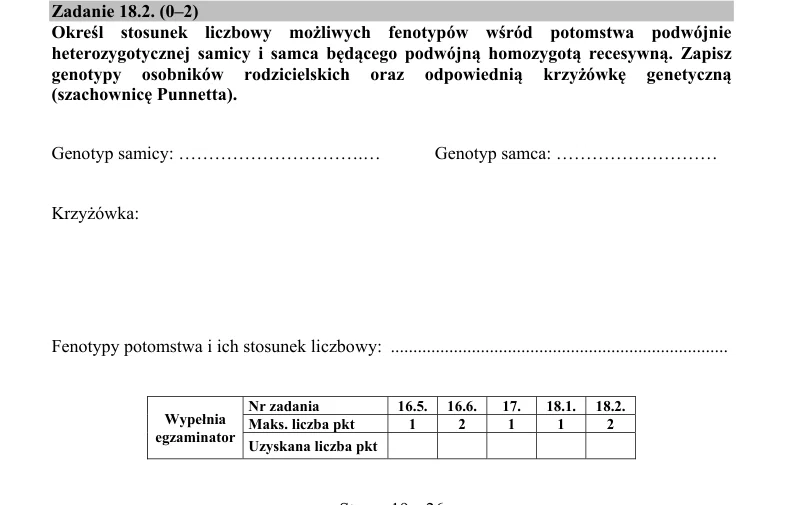 Zadanie 18.2. (0–2)
Określ stosunek liczbowy możliwych fenotypów wśród potomstwa podwójnie
heterozygotycznej samicy i samca będącego podwójną homozygotą recesywną. Zapisz
genotypy osobników rodzicielskich oraz odpowiednią krzyżówkę genetyczną
(szachownicę Punnetta).
Genotyp samicy: ………………………….… Genotyp samca: ………………………
Krzyżówka:
Fenotypy potomstwa i ich stosunek liczbowy: ...........................................................................
Wypełnia egzaminator
Nr zadania 16.5. 16.6. 17. 18.1. 18.2.
Maks. liczba pkt 1 2 1 1 2
Uzyskana liczba pkt